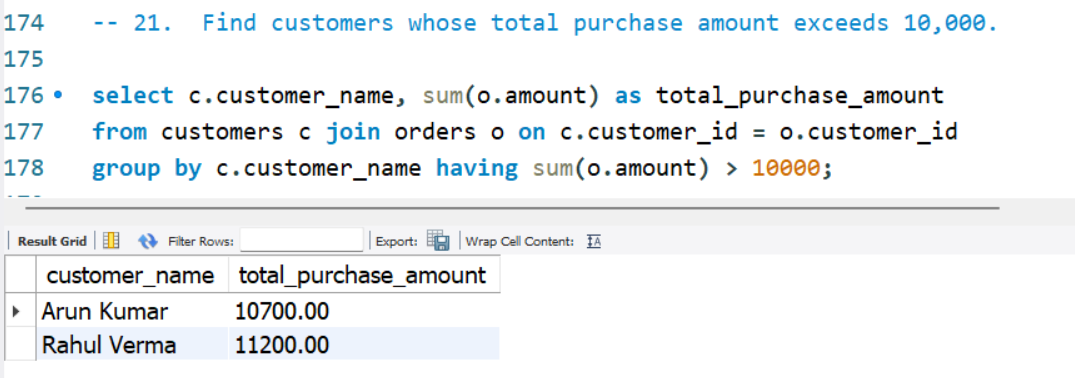 174 -- 21.  Find customers whose total purchase amount exceeds 10,000.
175
176 select c.customer_name, sum(o.amount) as total_purchase_amount
177 from customers c join orders o on c.customer_id = o.customer_id
178 group by c.customer_name having sum(o.amount) > 10000;
Result Grid Filter Rows: Export: Wrap Cell Content: IA
customer_name total_purchase_amount
Arun Kumar 10700.00
Rahul Verma 11200.00